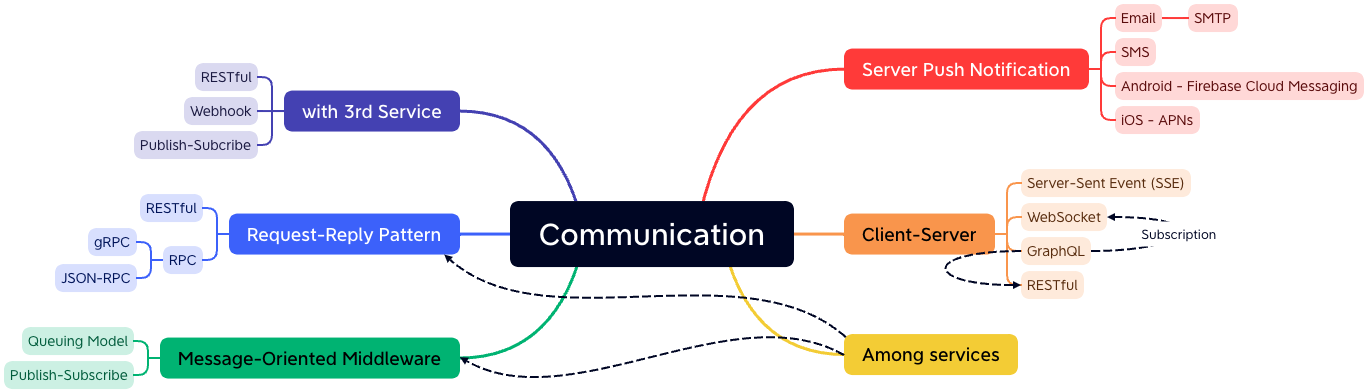 Communication
Server Push Notification
Email
SMTP
SMS
Android - Firebase Cloud Messaging
iOS - APNs
Client-Server
Server-Sent Event (SSE)
WebSocket
Subscription
GraphQL
RESTful
Among services
with 3rd Service
RESTful
Webhook
Publish-Subcribe
Request-Reply Pattern
RESTful
RPC
gRPC
JSON-RPC
Message-Oriented Middleware
Queuing Model
Publish-Subscribe